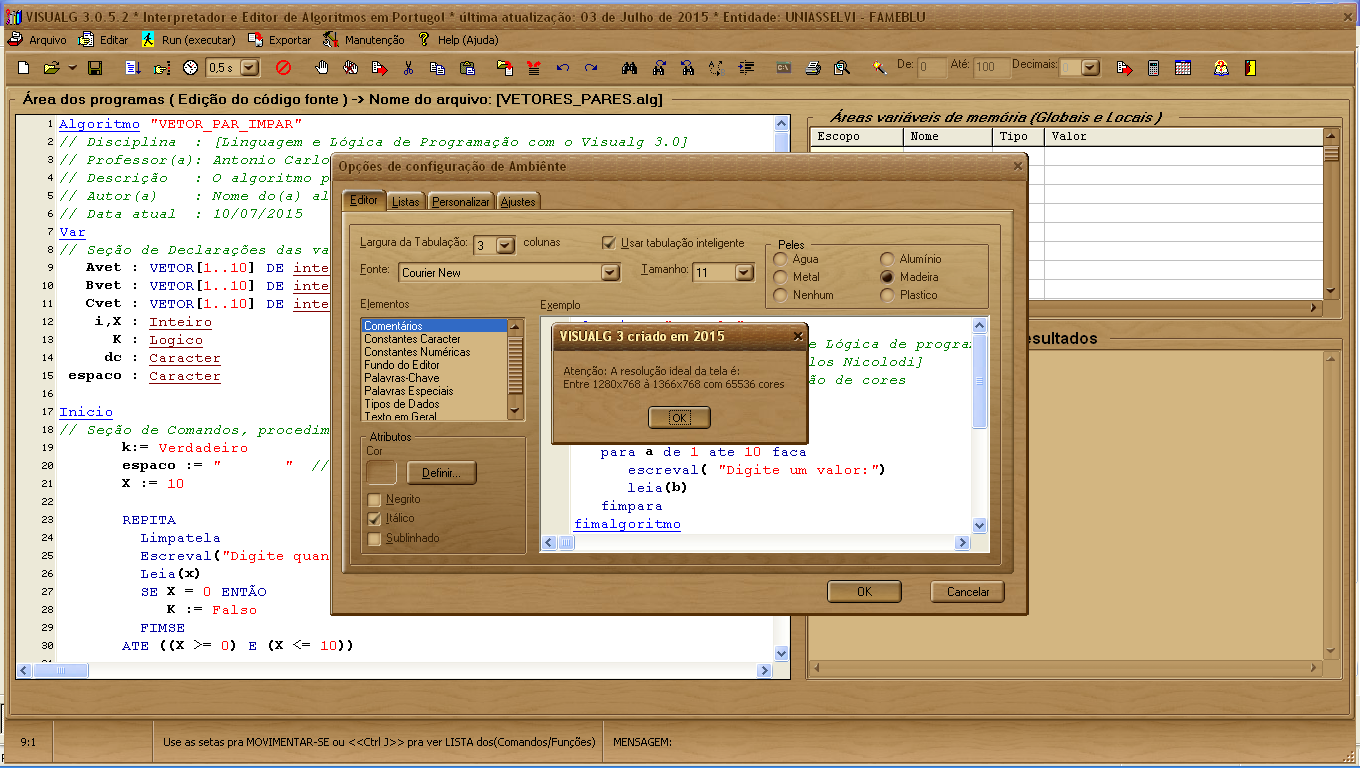 VISUALG 3.0.5.2 * Interpretador e Editor de Algoritmos em Portugol * última atualização: 03 de Julho de 2015 * Entidade: UNIASSELVI - FAMEBLU
Arquivo Editar Run (executar) Exportar Manutenção Help (Ajuda)
0,5 s De: 0 Até: 100 Decimais: 0
Área dos programas ( Edição do código fonte ) -> Nome do arquivo: [VETORES_PARES.alg]
1 Algoritmo "VETOR_PAR_IMPAR"
2 // Disciplina : [Linguagem e Lógica de Programação com o Visualg 3.0]
3 // Professor(a): Antonio Carlo
4 // Descrição : O algoritmo p
5 // Autor(a) : Nome do(a) al
6 // Data atual : 10/07/2015
7 Var
8 // Seção de Declarações das va
9 Avet : VETOR[1..10] DE inte
10 Bvet : VETOR[1..10] DE inte
11 Cvet : VETOR[1..10] DE inte
12 i,X : Inteiro
13 K : Logico
14 dc : Caracter
15 espaco : Caracter
16
17 Inicio
18 // Seção de Comandos, procedim
19 k:= Verdadeiro
20 espaco := " " //
21 X := 10
22
23 REPITA
24 Limpatela
25 Escreval("Digite quan
26 Leia(x)
27 SE X = 0 ENTÃO
28 K := Falso
29 FIMSE
30 ATE ((X >= 0) E (X <= 10))
Áreas variáveis de memória (Globais e Locais )
Escopo Nome Tipo Valor
esultados
Opções de configuração de Ambiênte
Editor Listas Personalizar Ajustes
Largura da Tabulação: 3 colunas Usar tabulação inteligente
Fonte: Courier New Tamanho: 11
Peles
Água Alumínio
Metal Madeira
Nenhum Plastico
Elementos
Comentários
Constantes Caracter
Constantes Numéricas
Fundo do Editor
Palavras-Chave
Palavras Especiais
Tipos de Dados
Texto em Geral
Atributos
Cor
Definir...
Negrito
Itálico
Sublinhado
Exemplo
e Lógica de progra
los Nicolodi]
ão de cores
para a de 1 ate 10 faca
escreval( "Digite um valor:")
leia(b)
fimpara
fimalgoritmo
VISUALG 3 criado em 2015
Atenção: A resolução ideal da tela é:
Entre 1280x768 à 1366x768 com 65536 cores
OK
OK Cancelar
9:1 Use as setas pra MOVIMENTAR-SE ou <<Ctrl J>> pra ver LISTA dos(Comandos/Funções) MENSAGEM: